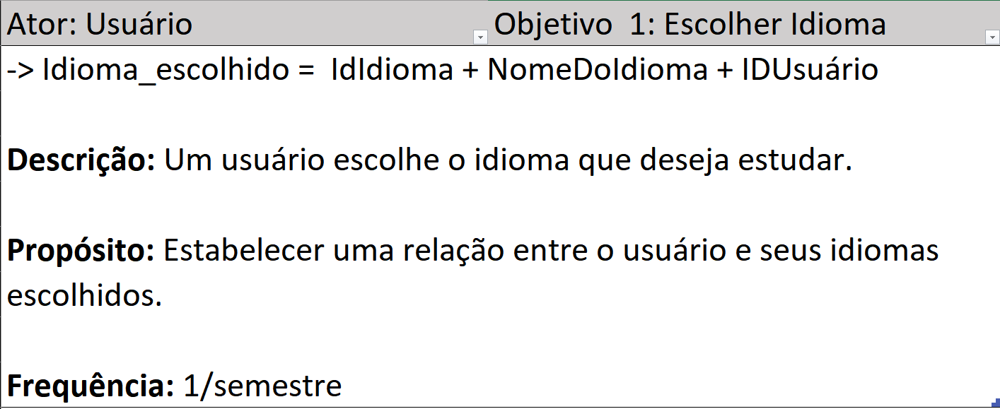 Ator: Usuário
Objetivo  1: Escolher Idioma
-> Idioma_escolhido =  IdIdioma + NomeDoIdioma + IDUsuário
Descrição: Um usuário escolhe o idioma que deseja estudar.
Propósito: Estabelecer uma relação entre o usuário e seus idiomas
escolhidos.
Frequência: 1/semestre